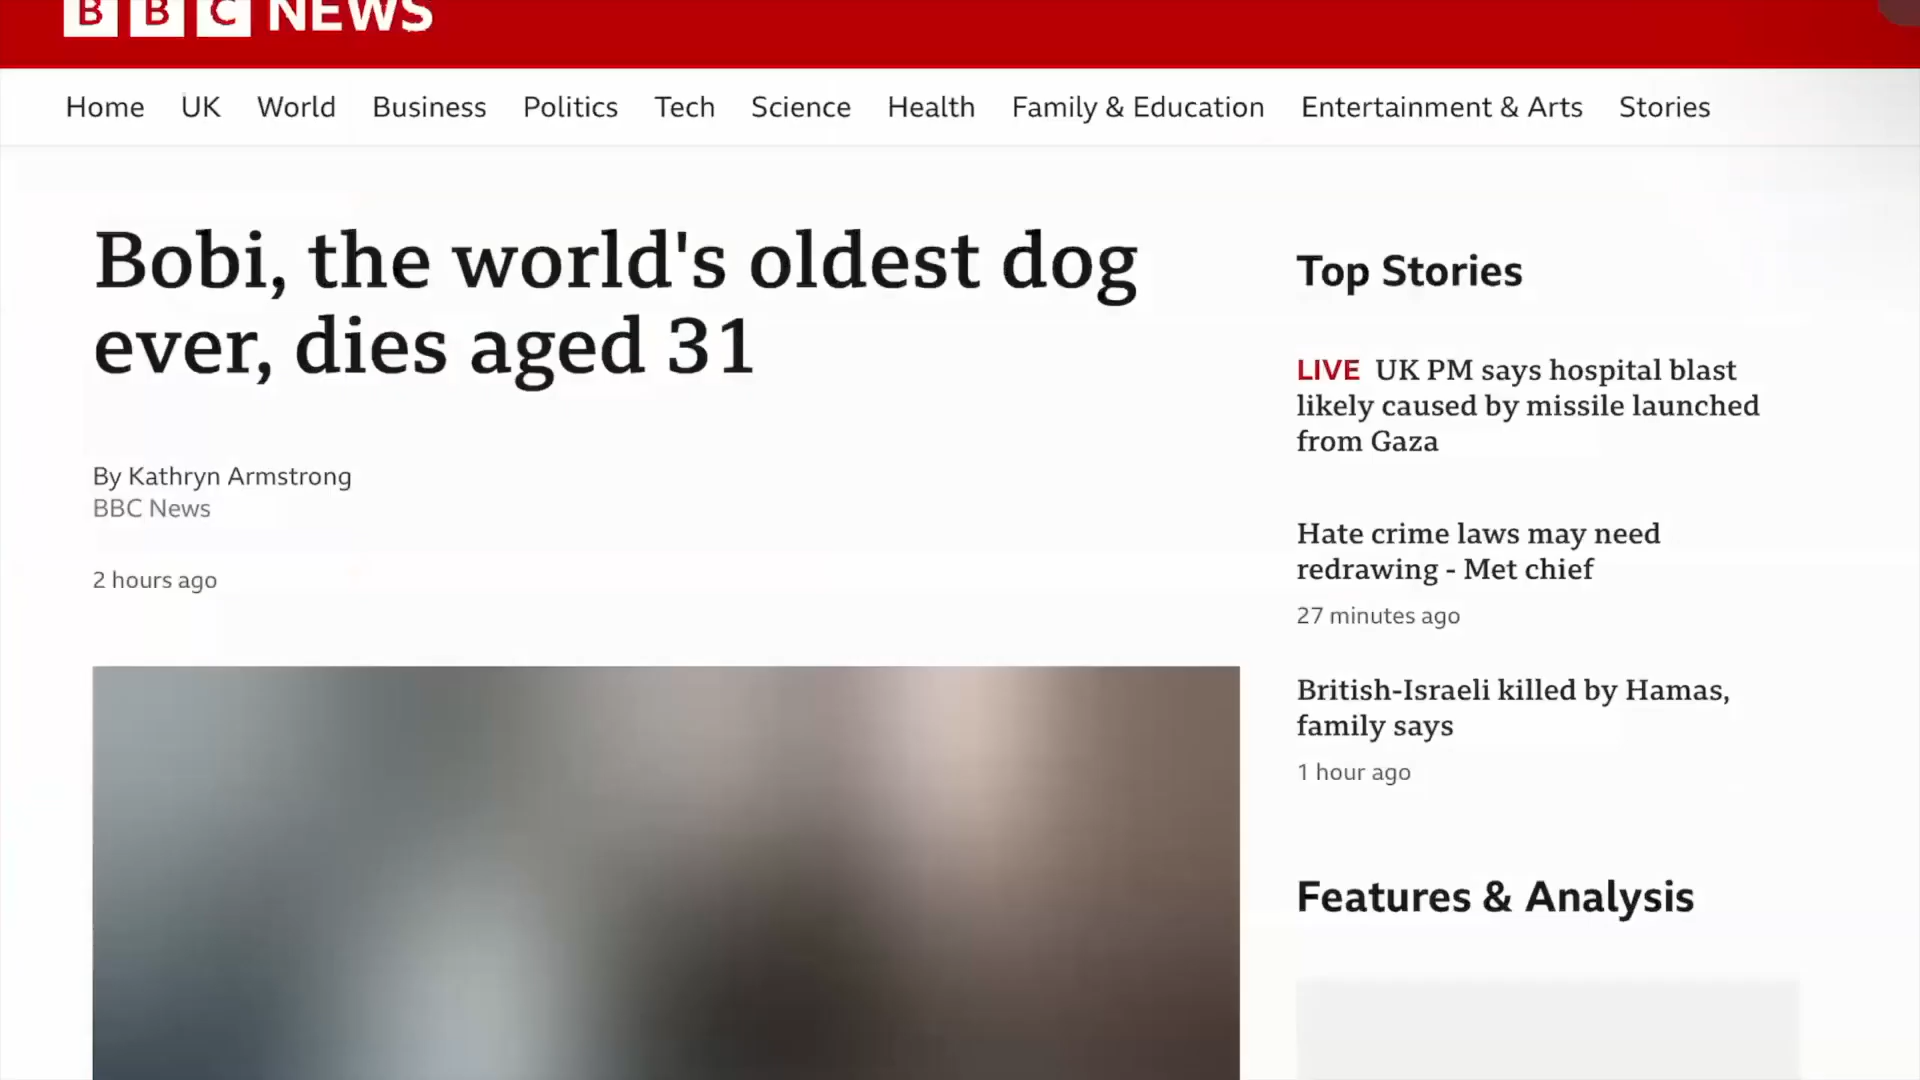 BBC NEWS
Home UK World Business Politics Tech Science Health Family & Education Entertainment & Arts Stories
Bobi, the world's oldest dog
ever, dies aged 31
By Kathryn Armstrong
BBC News
2 hours ago
Top Stories
LIVE UK PM says hospital blast
likely caused by missile launched
from Gaza
Hate crime laws may need
redrawing - Met chief
27 minutes ago
British-Israeli killed by Hamas,
family says
1 hour ago
Features & Analysis